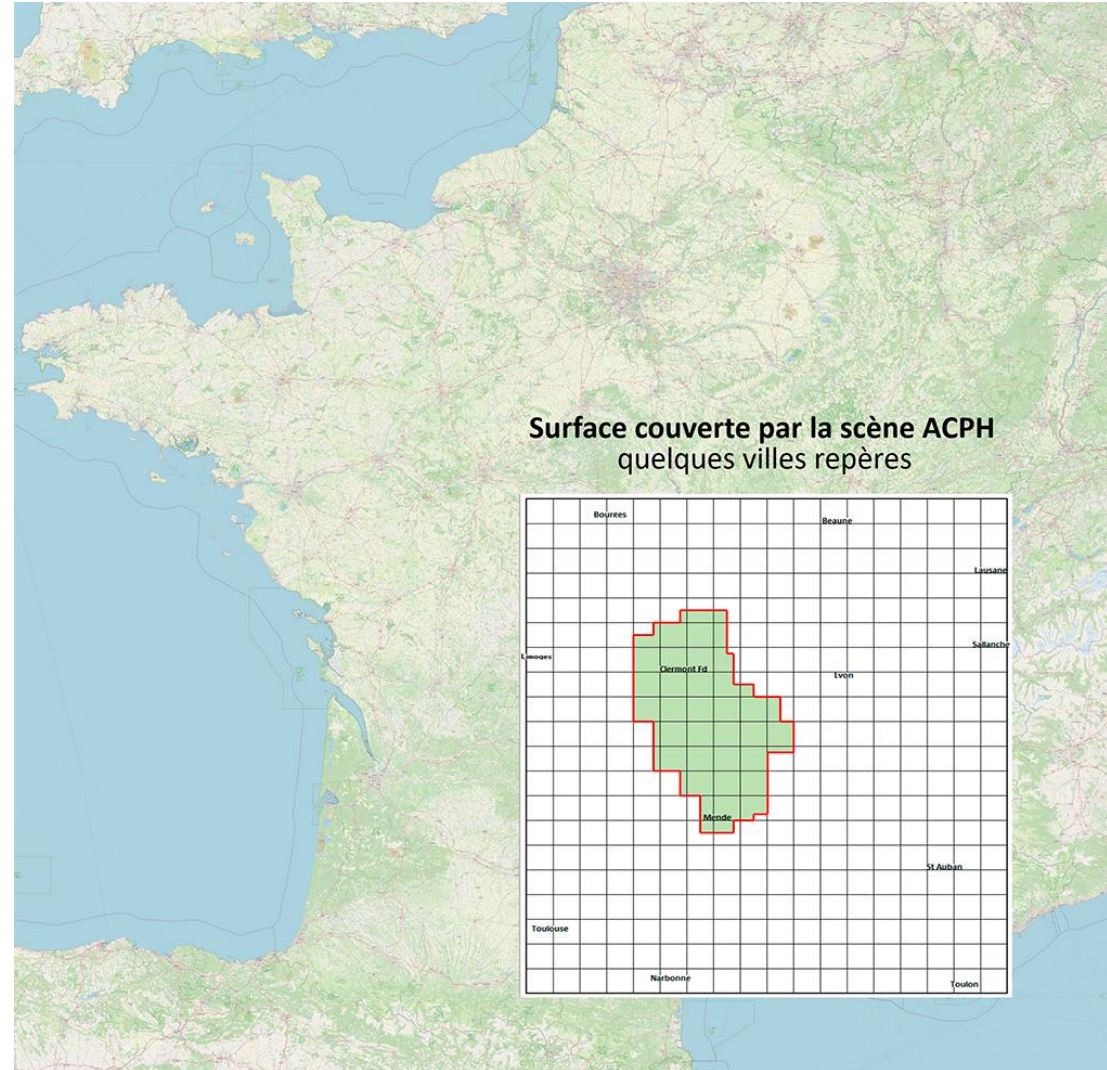 Surface couverte par la scène ACPH
quelques villes repères
Bourges
Beaune
Lausane
Sallanche
Limoges
Clermont Fd
Lyon
Mende
St Auban
Toulouse
Narbonne
Toulon